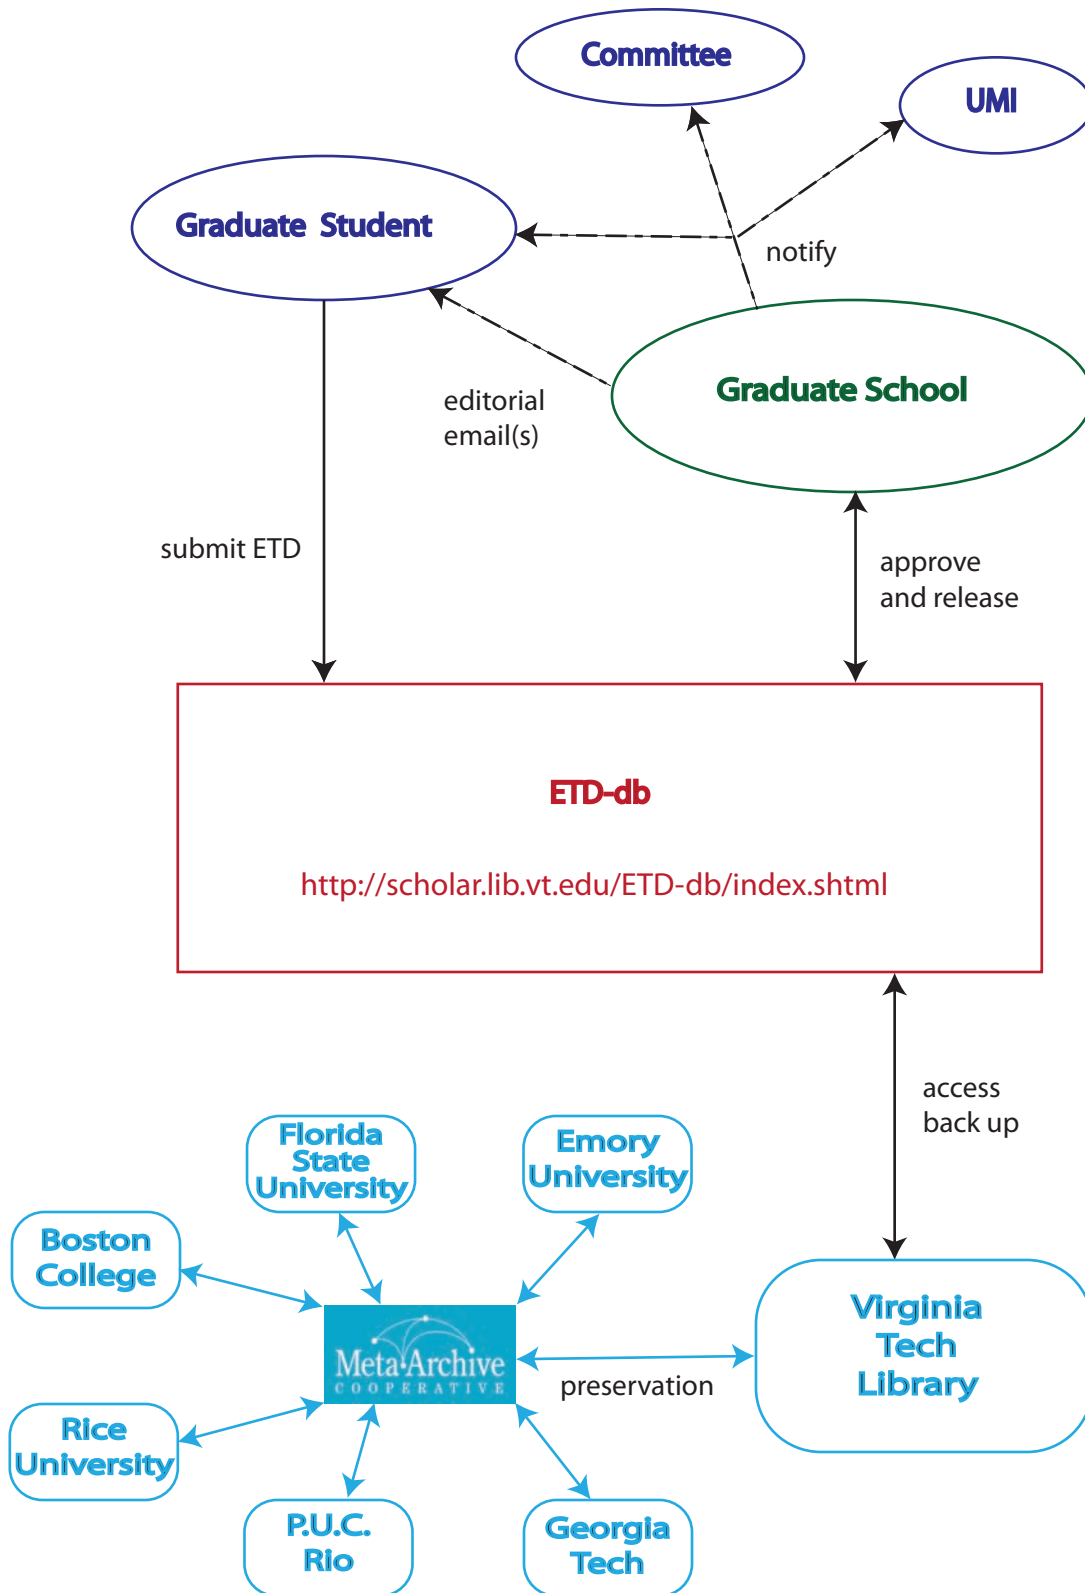 Committee
UMI
Graduate Student
notify
Graduate School
editorial
email(s)
submit ETD
approve
and release
ETD-db
http://scholar.lib.vt.edu/ETD-db/index.shtml
access
back up
Florida
State
University
Emory
University
Boston
College
Virginia
Tech
Library
MetaArchive
COOPERATIVE
preservation
Rice
University
P.U.C.
Rio
Georgia
Tech